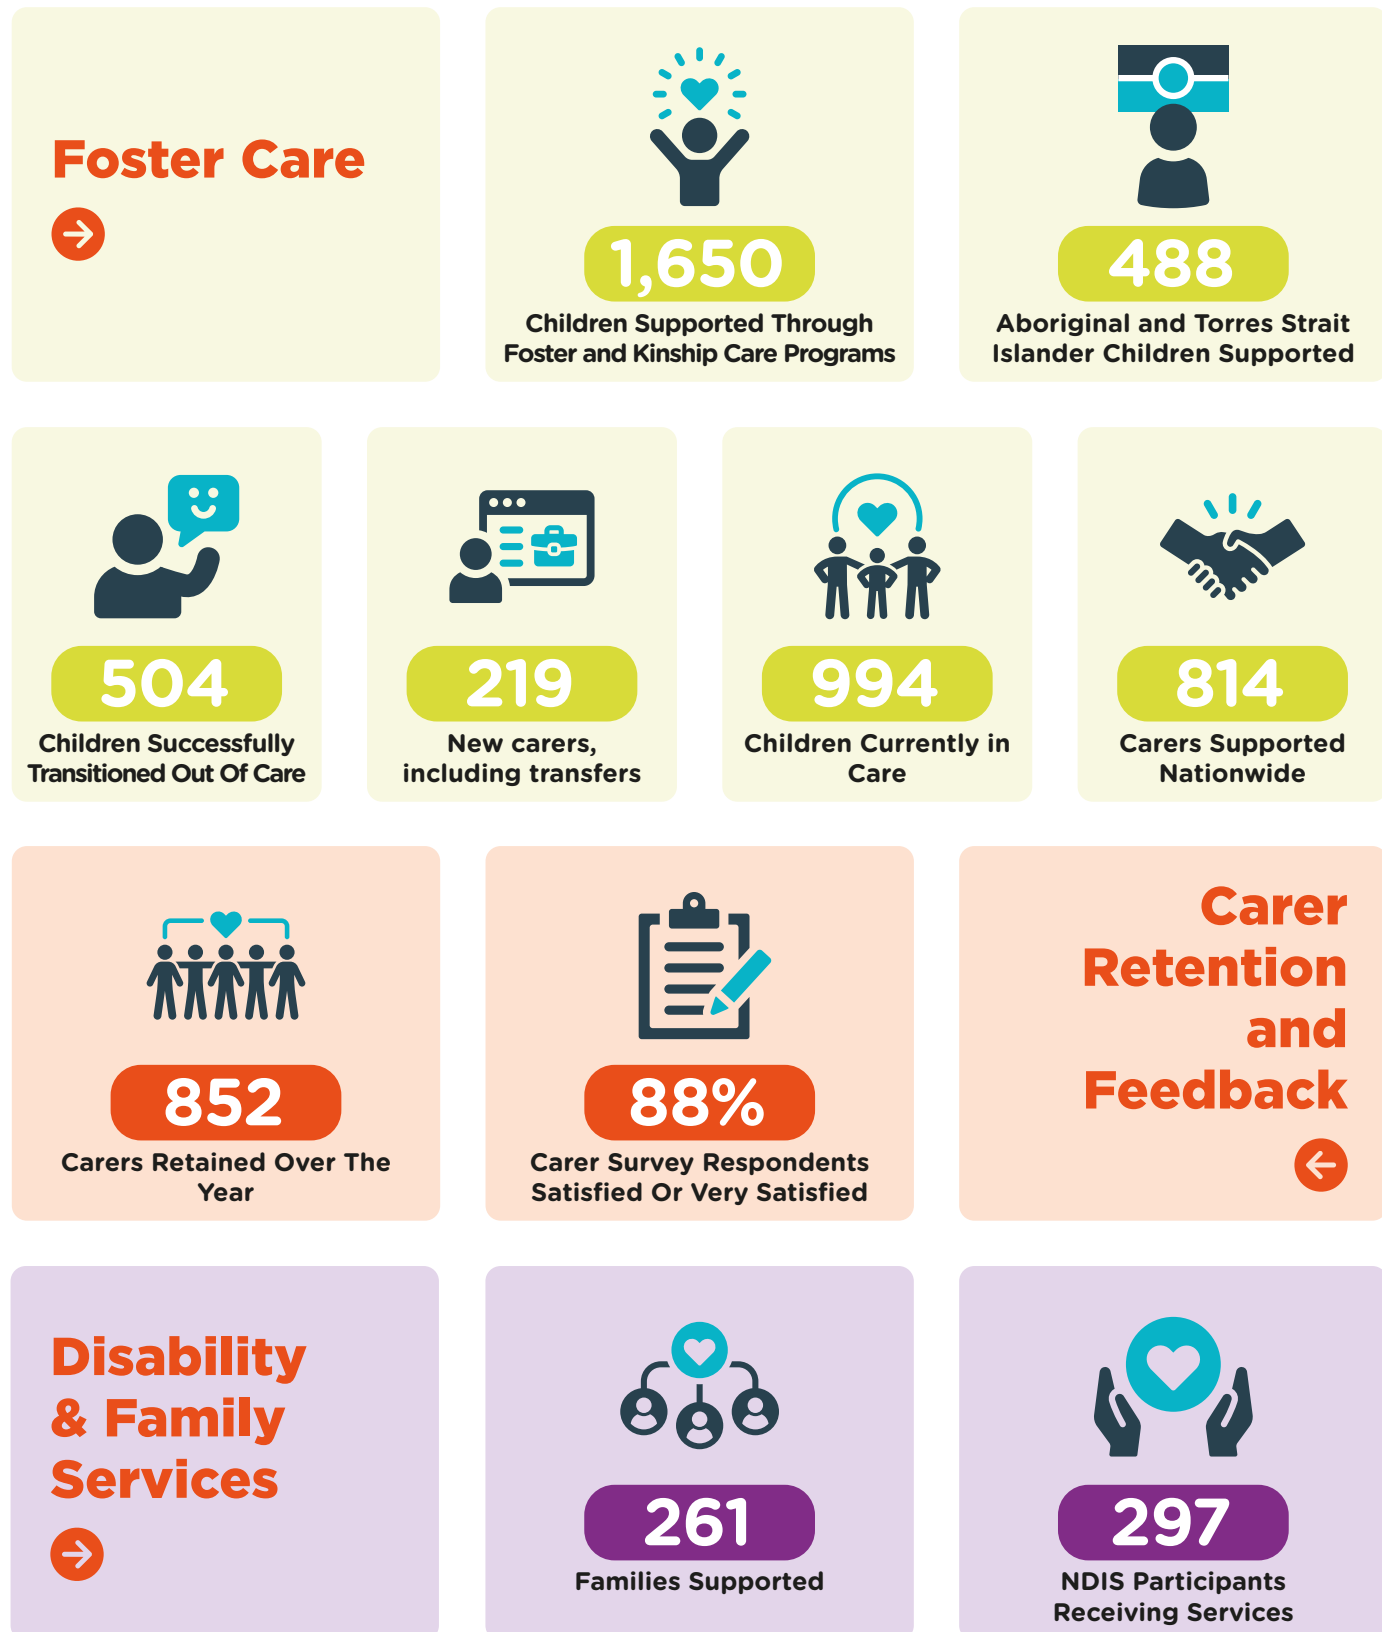 Foster Care
1,650
Children Supported Through
Foster and Kinship Care Programs
488
Aboriginal and Torres Strait
Islander Children Supported
504
Children Successfully
Transitioned Out Of Care
219
New carers,
including transfers
994
Children Currently in
Care
814
Carers Supported
Nationwide
852
Carers Retained Over The
Year
88%
Carer Survey Respondents
Satisfied Or Very Satisfied
Carer
Retention
and
Feedback
Disability
& Family
Services
261
Families Supported
297
NDIS Participants
Receiving Services